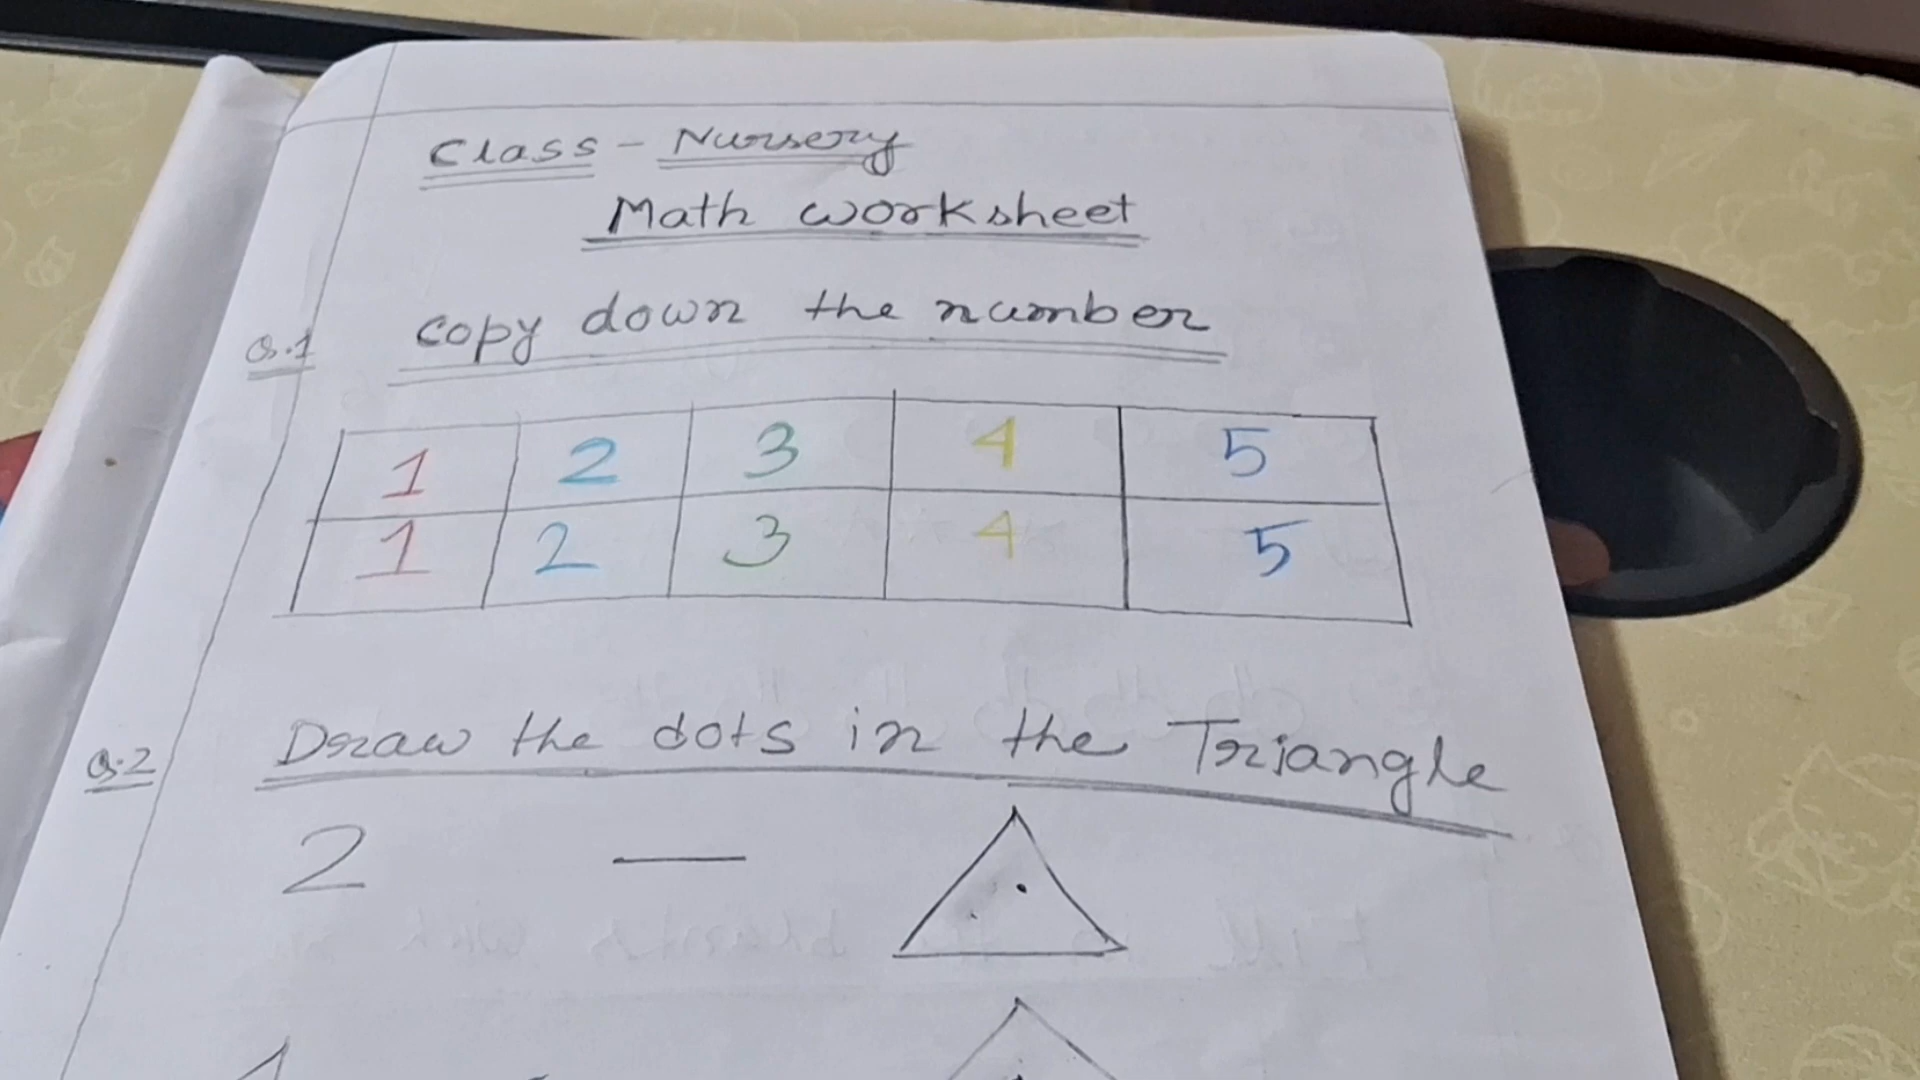 Class - Nursery
Math worksheet
Q.1 copy down the number
1 2 3 4 5
1 2 3 4 5
Q.2 Draw the dots in the Triangle
2 —